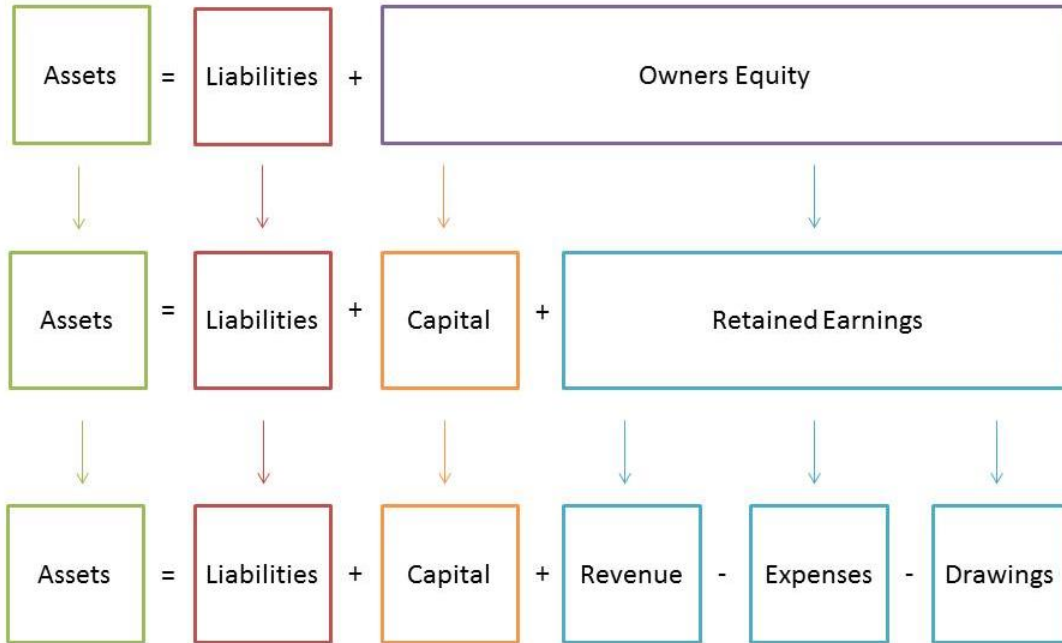 Assets = Liabilities + Owners Equity
Assets = Liabilities + Capital + Retained Earnings
Assets = Liabilities + Capital + Revenue - Expenses - Drawings